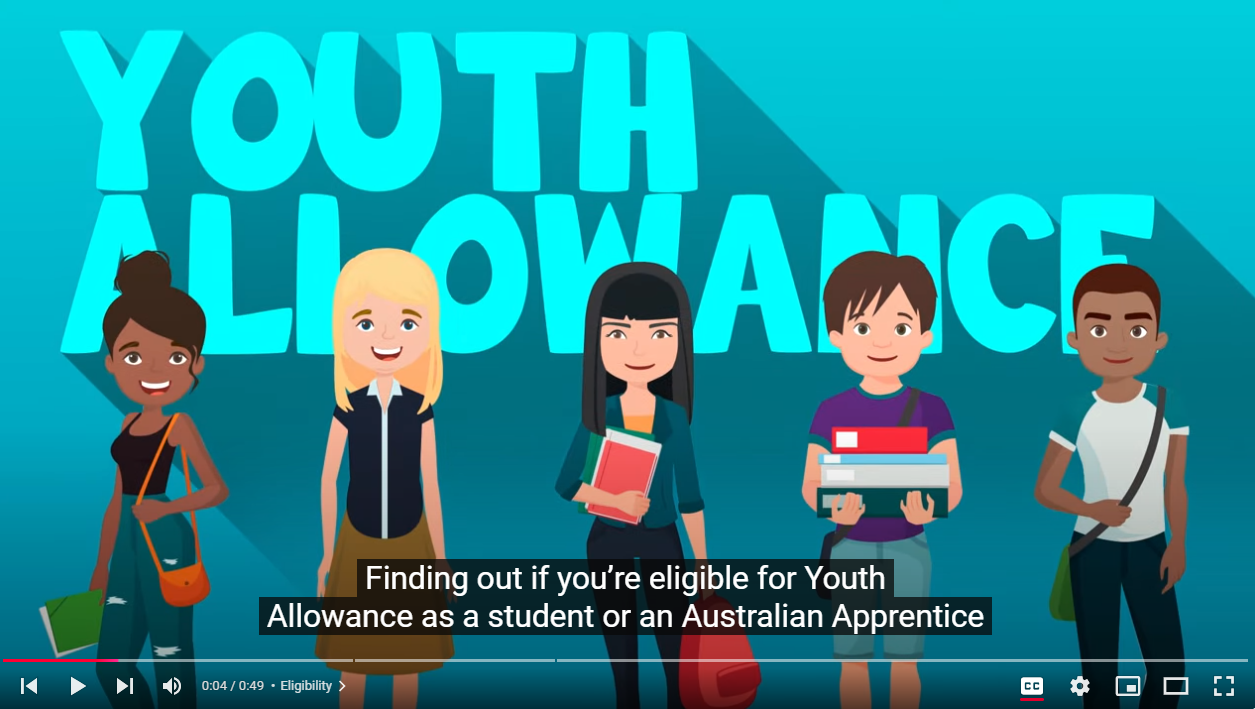 YOUTH
ALLOWANCE
Finding out if you’re eligible for Youth
Allowance as a student or an Australian Apprentice
0:04 / 0:49 • Eligibility
CC